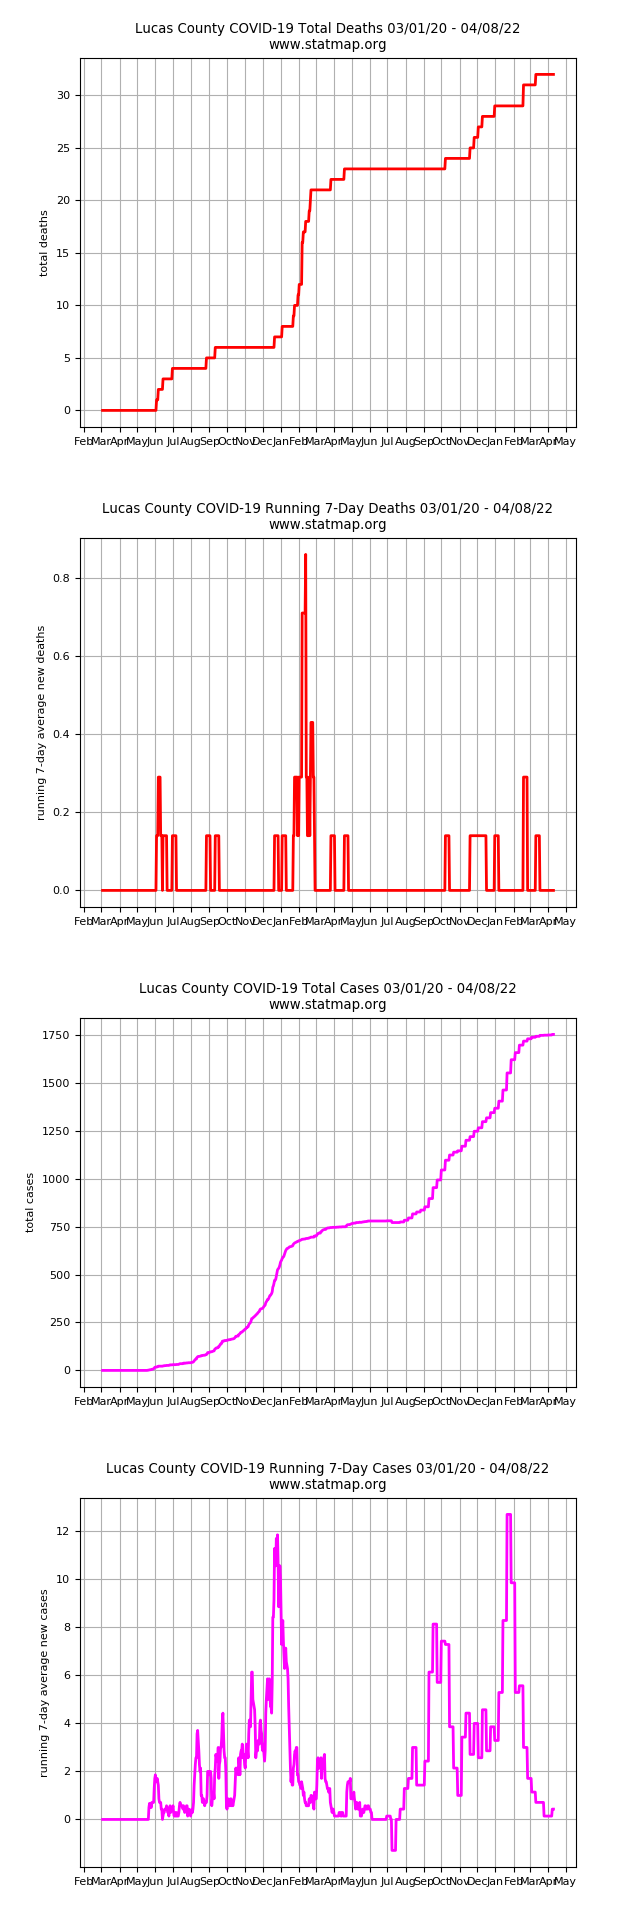 Lucas County COVID-19 Total Deaths 03/01/20 - 04/08/22
www.statmap.org
total deaths
30
25
20
15
10
5
0
Feb Mar Apr May Jun Jul Aug Sep Oct Nov Dec Jan Feb Mar Apr May Jun Jul Aug Sep Oct Nov Dec Jan Feb Mar Apr May
Lucas County COVID-19 Running 7-Day Deaths 03/01/20 - 04/08/22
www.statmap.org
running 7-day average new deaths
0.8
0.6
0.4
0.2
0.0
Feb Mar Apr May Jun Jul Aug Sep Oct Nov Dec Jan Feb Mar Apr May Jun Jul Aug Sep Oct Nov Dec Jan Feb Mar Apr May
Lucas County COVID-19 Total Cases 03/01/20 - 04/08/22
www.statmap.org
total cases
1750
1500
1250
1000
750
500
250
0
Feb Mar Apr May Jun Jul Aug Sep Oct Nov Dec Jan Feb Mar Apr May Jun Jul Aug Sep Oct Nov Dec Jan Feb Mar Apr May
Lucas County COVID-19 Running 7-Day Cases 03/01/20 - 04/08/22
www.statmap.org
running 7-day average new cases
12
10
8
6
4
2
0
Feb Mar Apr May Jun Jul Aug Sep Oct Nov Dec Jan Feb Mar Apr May Jun Jul Aug Sep Oct Nov Dec Jan Feb Mar Apr May